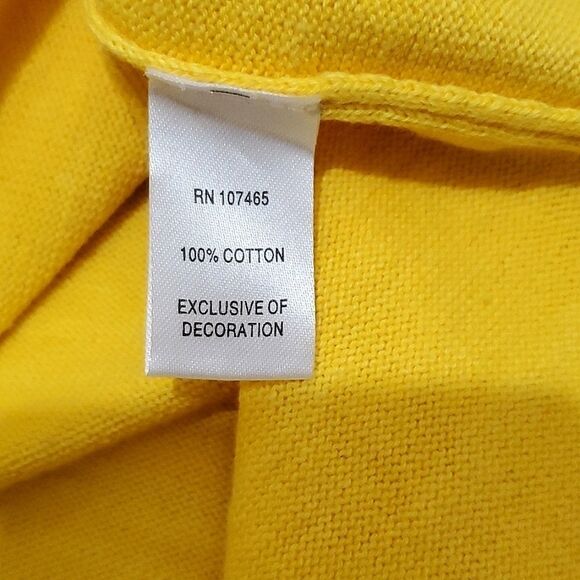 RN 107465
100% COTTON
EXCLUSIVE OF
DECORATION